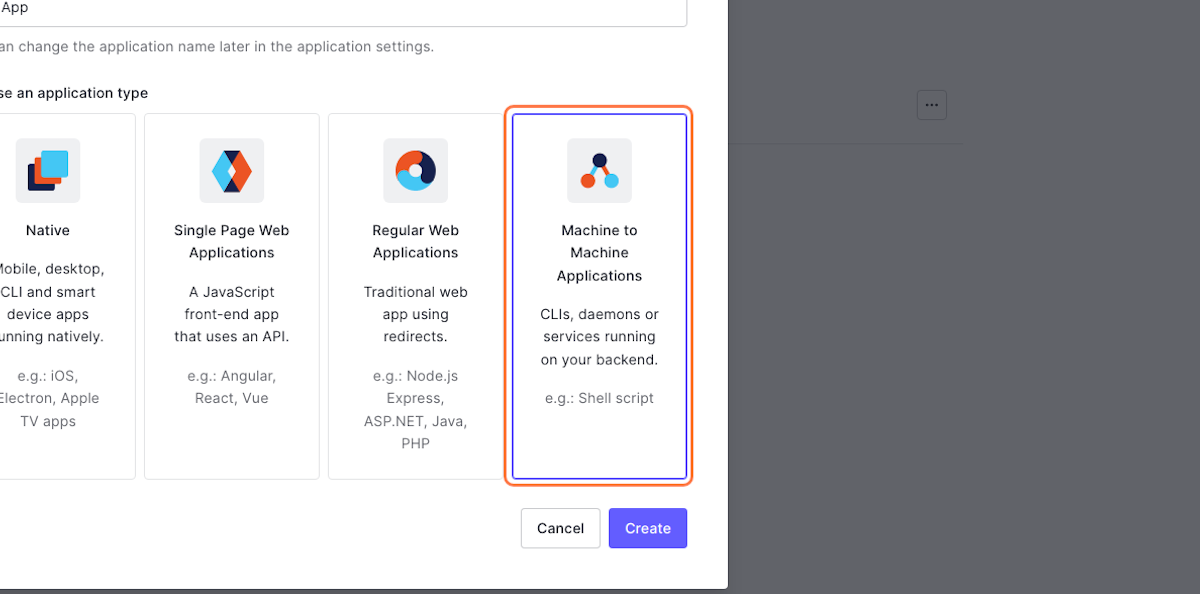 App
an change the application name later in the application settings.
se an application type
Native
Mobile, desktop,
CLI and smart
device apps
unning natively.
e.g.: iOS,
Electron, Apple
TV apps
Single Page Web
Applications
A JavaScript
front-end app
that uses an API.
e.g.: Angular,
React, Vue
Regular Web
Applications
Traditional web
app using
redirects.
e.g.: Node.js
Express,
ASP.NET, Java,
PHP
Machine to
Machine
Applications
CLIs, daemons or
services running
on your backend.
e.g.: Shell script
Cancel
Create